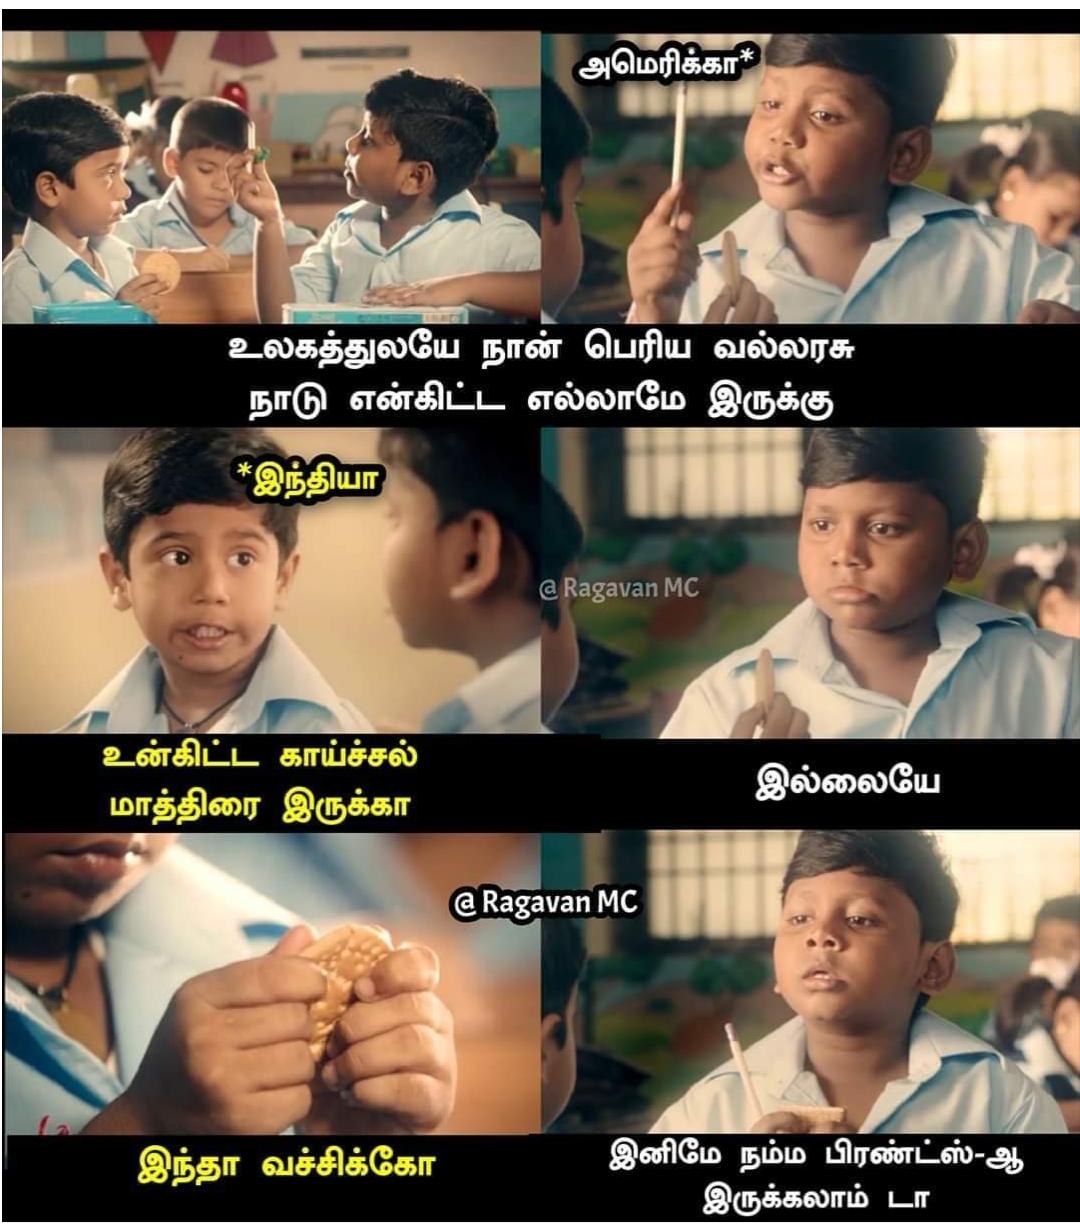 அமெரிக்கா*
உலகத்துலயே நான் பெரிய வல்லரசு
நாடு என்கிட்ட எல்லாமே இருக்கு
*இந்தியா
@ Ragavan MC
உன்கிட்ட காய்ச்சல்
மாத்திரை இருக்கா
இல்லையே
@ Ragavan MC
இந்தா வச்சிக்கோ
இனிமே நம்ம பிரண்ட்ஸ்-ஆ
இருக்கலாம் டா